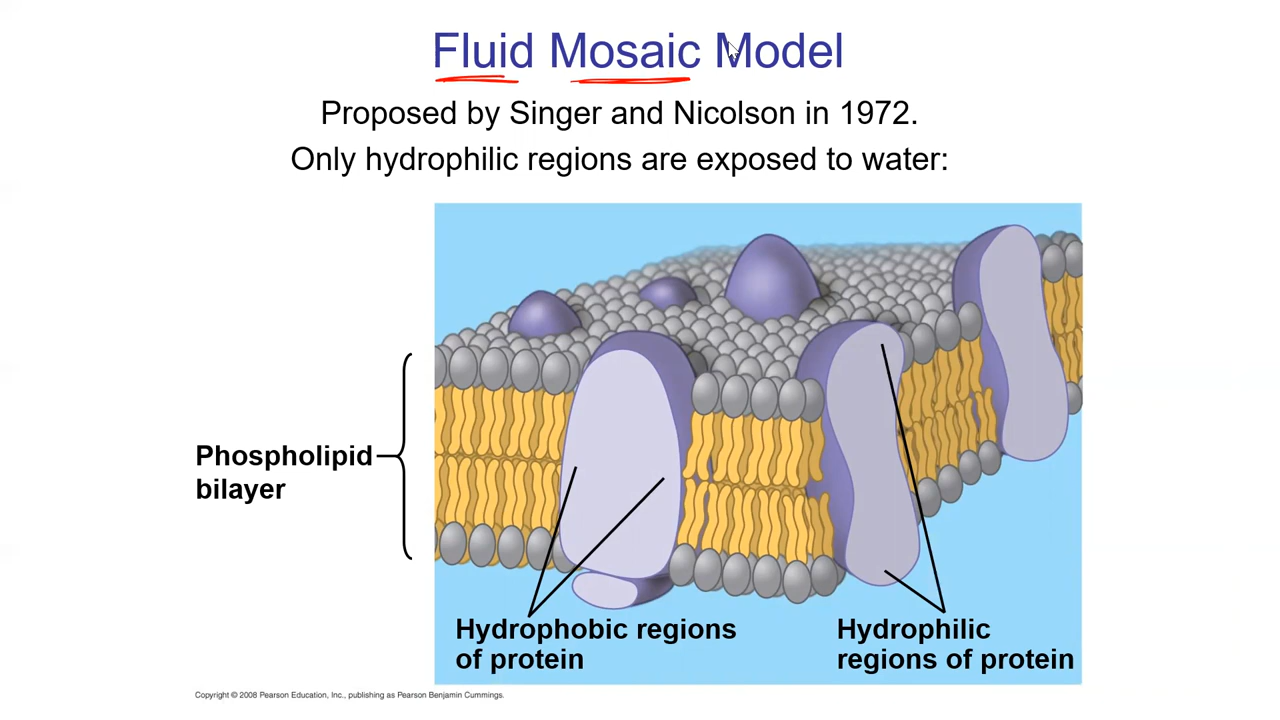 Fluid Mosaic Model
Proposed by Singer and Nicolson in 1972.
Only hydrophilic regions are exposed to water:
Phospholipid
bilayer
Hydrophobic regions
of protein
Hydrophilic
regions of protein
Copyright © 2008 Pearson Education, Inc., publishing as Pearson Benjamin Cummings.